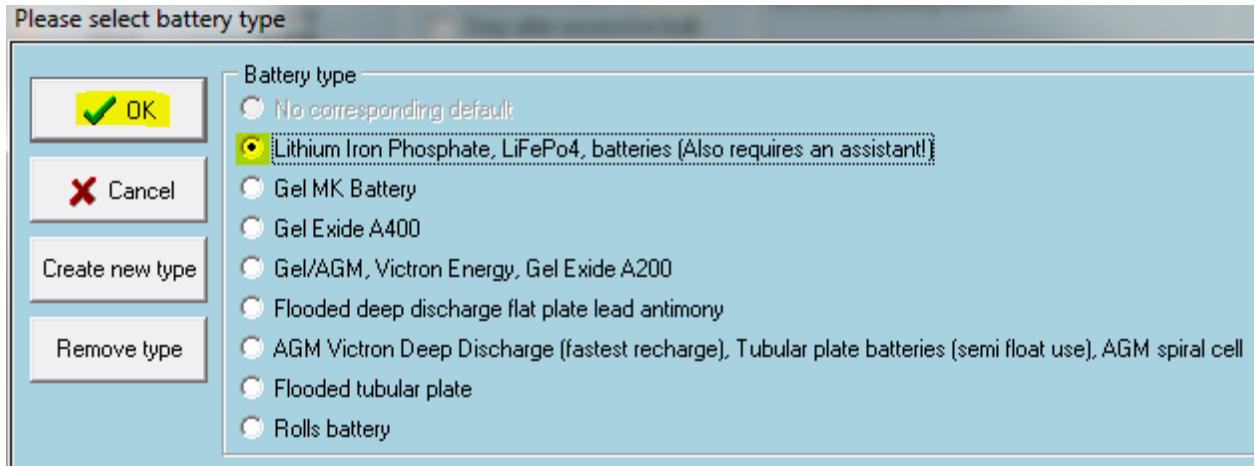 Please select battery type
Battery type
OK
No corresponding default
Lithium Iron Phosphate, LiFePo4, batteries (Also requires an assistant!)
Cancel
Gel MK Battery
Gel Exide A400
Create new type
Gel/AGM, Victron Energy, Gel Exide A200
Flooded deep discharge flat plate lead antimony
Remove type
AGM Victron Deep Discharge (fastest recharge), Tubular plate batteries (semi float use), AGM spiral cell
Flooded tubular plate
Rolls battery